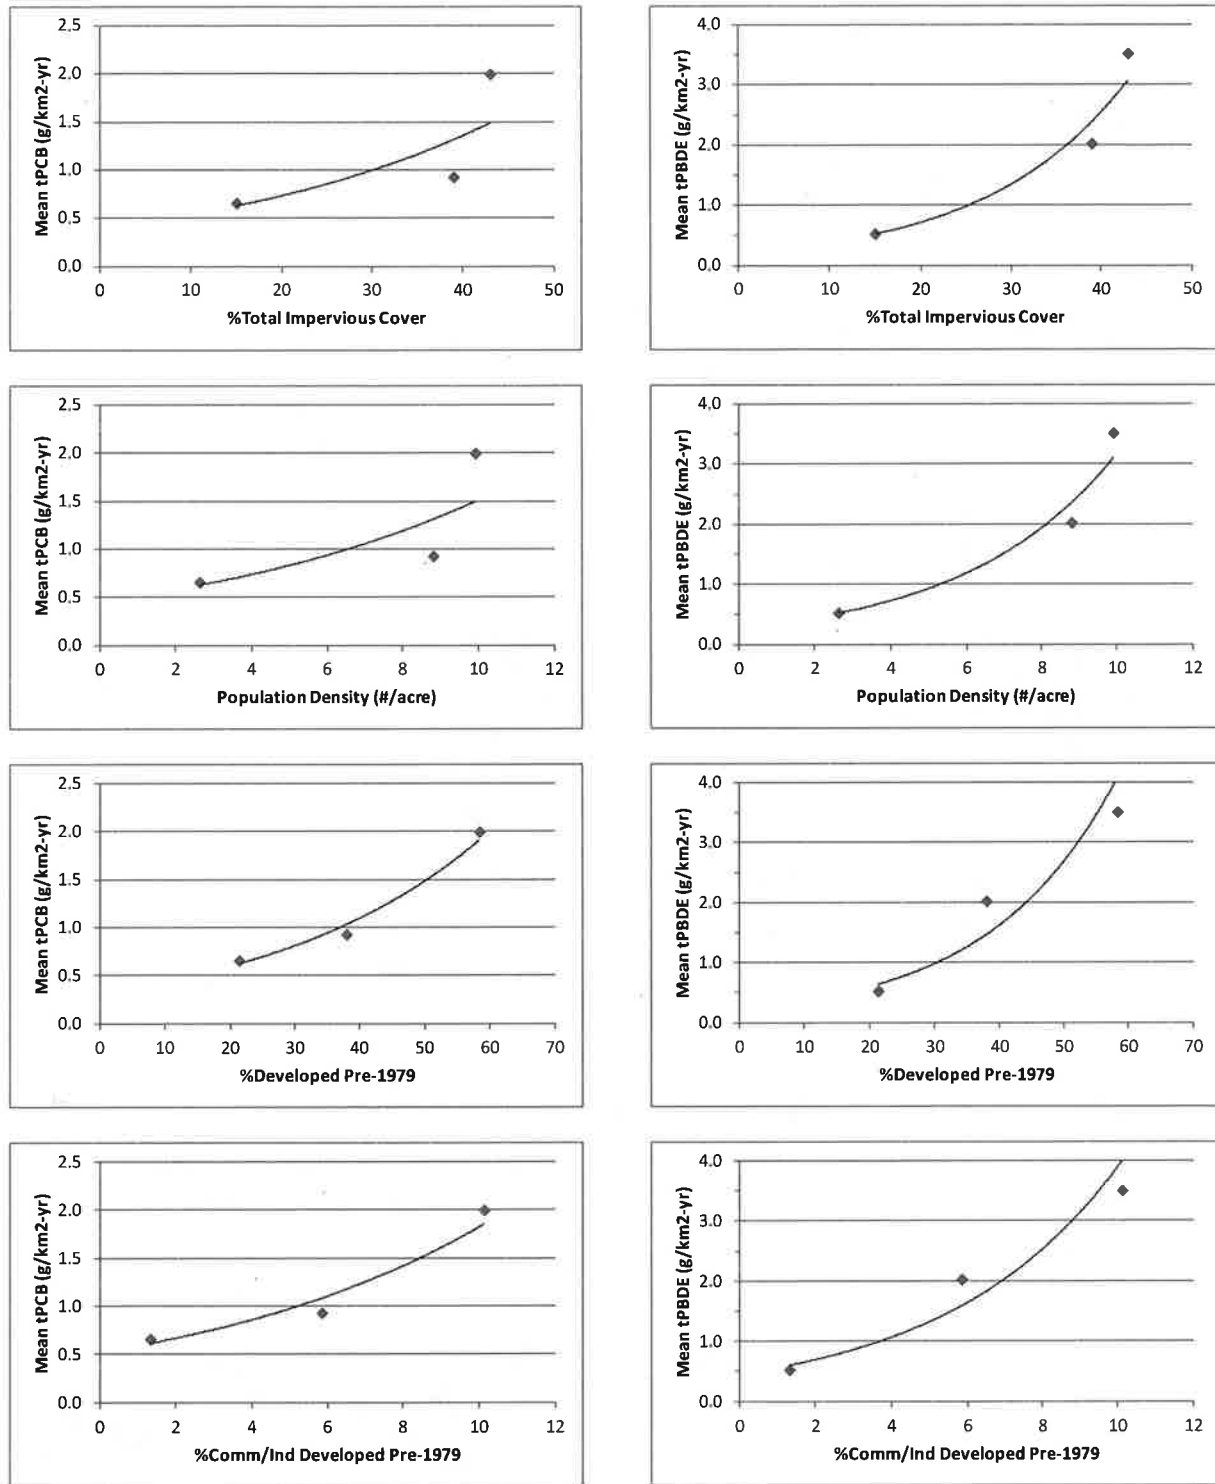 Mean tPCB (g/km2-yr)
2.5
2.0
1.5
1.0
0.5
0.0
0 10 20 30 40 50
%Total Impervious Cover
Mean tPBDE (g/km2-yr)
4.0
3.0
2.0
1.0
0.0
0 10 20 30 40 50
%Total Impervious Cover
Mean tPCB (g/km2-yr)
2.5
2.0
1.5
1.0
0.5
0.0
0 2 4 6 8 10 12
Population Density (#/acre)
Mean tPBDE (g/km2-yr)
4.0
3.0
2.0
1.0
0.0
0 2 4 6 8 10 12
Population Density (#/acre)
Mean tPCB (g/km2-yr)
2.5
2.0
1.5
1.0
0.5
0.0
0 10 20 30 40 50 60 70
%Developed Pre-1979
Mean tPBDE (g/km2-yr)
4.0
3.0
2.0
1.0
0.0
0 10 20 30 40 50 60 70
%Developed Pre-1979
Mean tPCB (g/km2-yr)
2.5
2.0
1.5
1.0
0.5
0.0
0 2 4 6 8 10 12
%Comm/Ind Developed Pre-1979
Mean tPBDE (g/km2-yr)
4.0
3.0
2.0
1.0
0.0
0 2 4 6 8 10 12
%Comm/Ind Developed Pre-1979